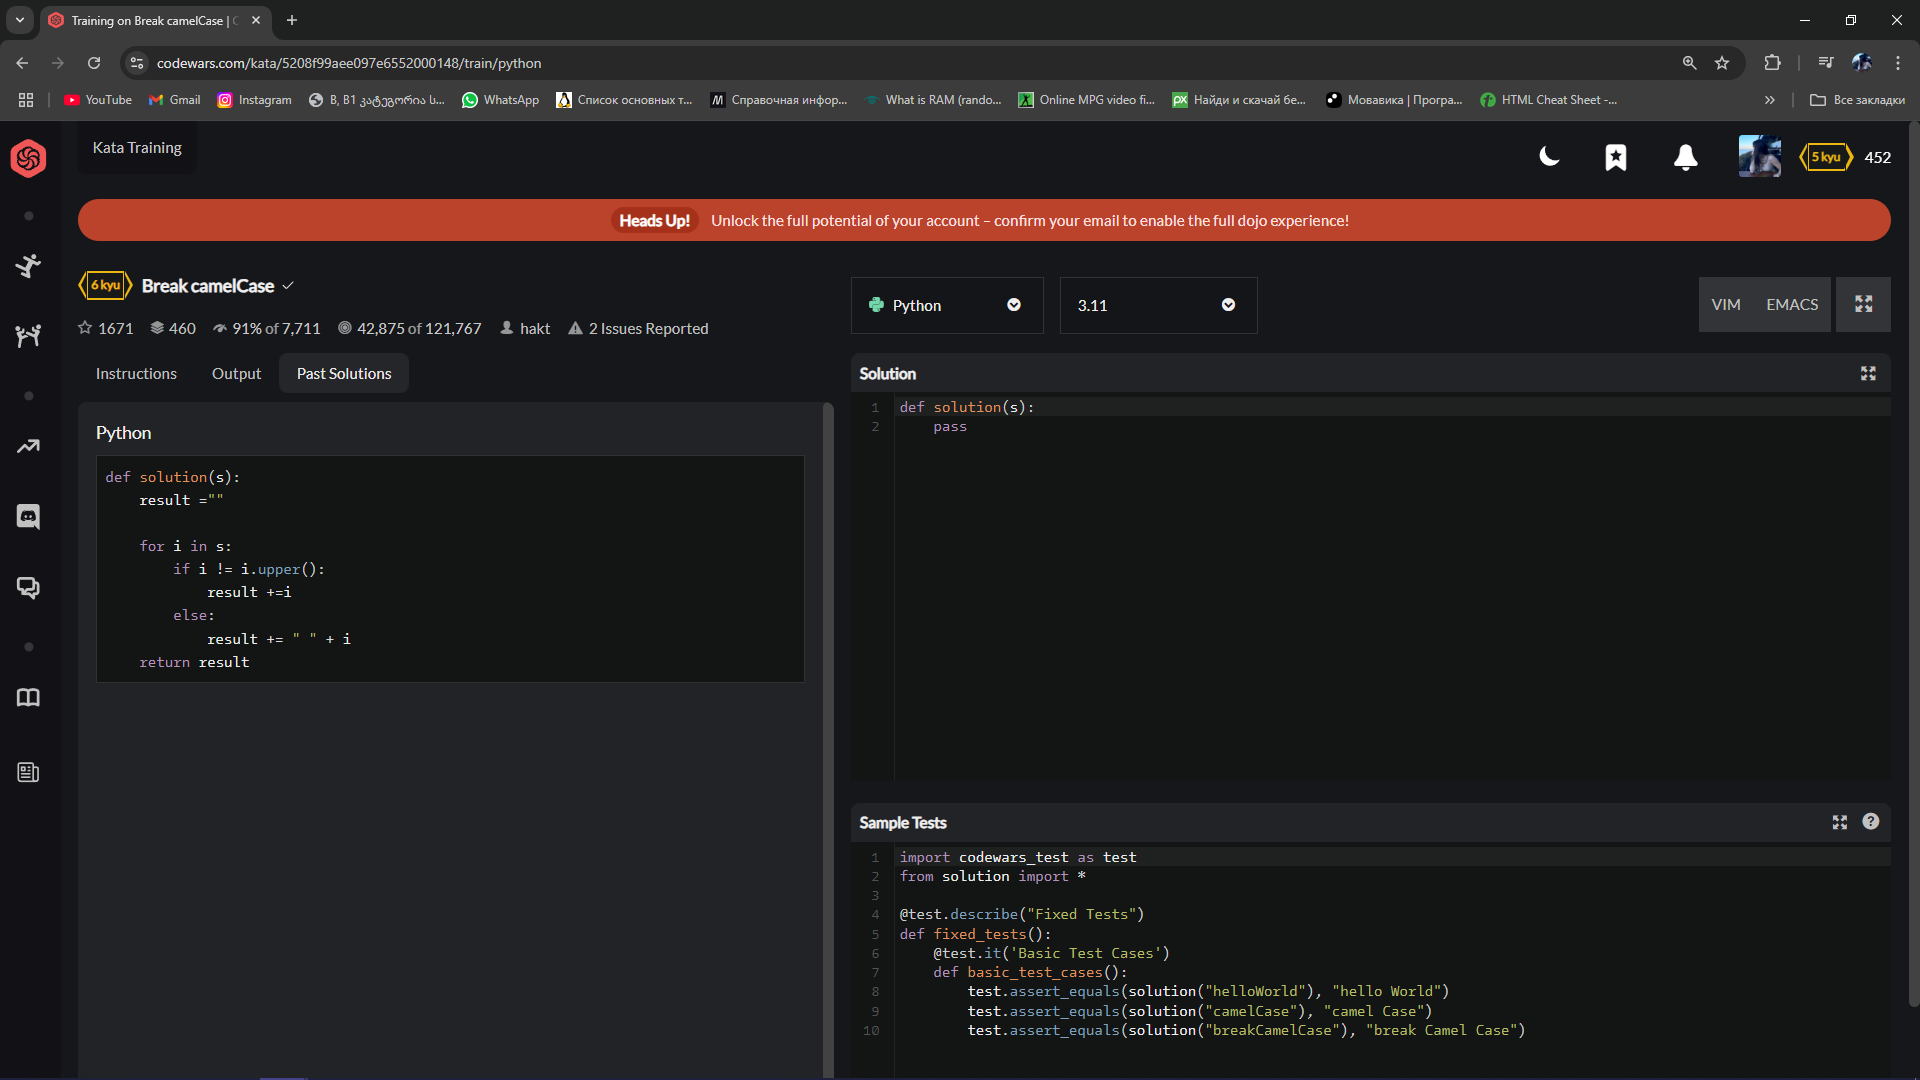 Training on Break camelCase | C
codewars.com/kata/5208f99aee097e6552000148/train/python
YouTube
Gmail
Instagram
B, B1 კატეგორია ს...
WhatsApp
Список основных т...
Справочная инфор...
What is RAM (rando...
Online MPG video fi...
Найди и скачай бе...
Мовавика | Програ...
HTML Cheat Sheet -...
Все закладки
Kata Training
5 kyu
452
Heads Up! Unlock the full potential of your account – confirm your email to enable the full dojo experience!
6 kyu
Break camelCase
1671
460
91% of 7,711
42,875 of 121,767
hakt
2 Issues Reported
Python
3.11
VIM
EMACS
Instructions
Output
Past Solutions
Python
def solution(s):
    result =""

    for i in s:
        if i != i.upper():
            result +=i
        else:
            result += " " + i
    return result
Solution
1 def solution(s):
2     pass
Sample Tests
1 import codewars_test as test
2 from solution import *
3
4 @test.describe("Fixed Tests")
5 def fixed_tests():
6     @test.it('Basic Test Cases')
7     def basic_test_cases():
8         test.assert_equals(solution("helloWorld"), "hello World")
9         test.assert_equals(solution("camelCase"), "camel Case")
10         test.assert_equals(solution("breakCamelCase"), "break Camel Case")